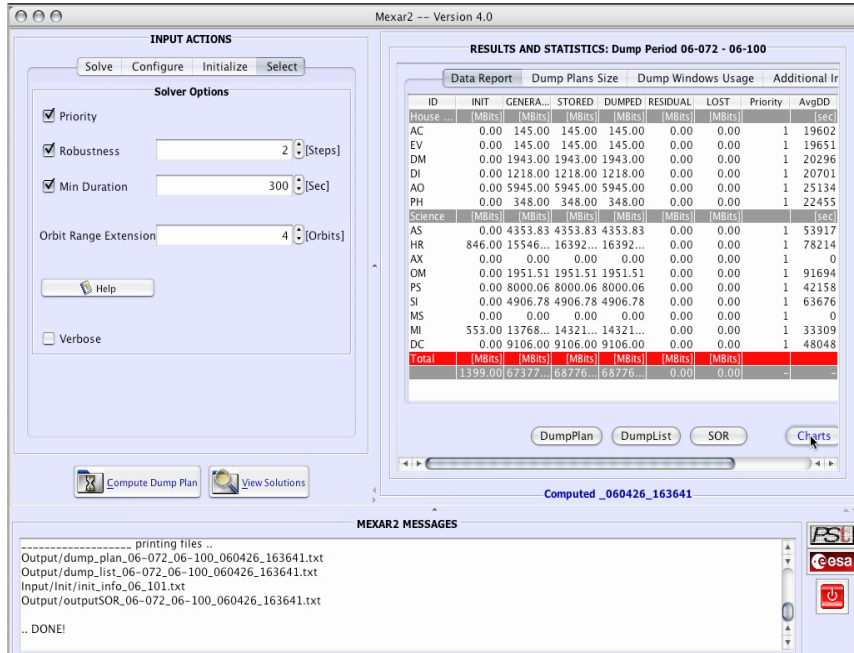 Mexar2 -- Version 4.0
INPUT ACTIONS
Solve Configure Initialize Select
Solver Options
Priority
Robustness 2 [Steps]
Min Duration 300 [Sec]
Orbit Range Extension 4 [Orbits]
Help
Verbose
Compute Dump Plan View Solutions
RESULTS AND STATISTICS: Dump Period 06-072 - 06-100
Data Report Dump Plans Size Dump Windows Usage Additional Ir
ID INIT GENERA... STORED DUMPED RESIDUAL LOST Priority AvgDD
House ... [MBits] [MBits] [MBits] [MBits] [MBits] [MBits] [sec]
AC 0.00 145.00 145.00 145.00 0.00 0.00 1 19602
EV 0.00 145.00 145.00 145.00 0.00 0.00 1 19651
DM 0.00 1943.00 1943.00 1943.00 0.00 0.00 1 20296
DI 0.00 1218.00 1218.00 1218.00 0.00 0.00 1 20701
AO 0.00 5945.00 5945.00 5945.00 0.00 0.00 1 25134
PH 0.00 348.00 348.00 348.00 0.00 0.00 1 22455
Science [MBits] [MBits] [MBits] [MBits] [MBits] [MBits] [sec]
AS 0.00 4353.83 4353.83 4353.83 0.00 0.00 1 53917
HR 846.00 15546... 16392... 16392... 0.00 0.00 1 78214
AX 0.00 0.00 0.00 0.00 0.00 0.00 1 0
OM 0.00 1951.51 1951.51 1951.51 0.00 0.00 1 91694
PS 0.00 8000.06 8000.06 8000.06 0.00 0.00 1 42158
SI 0.00 4906.78 4906.78 4906.78 0.00 0.00 1 63676
MS 0.00 0.00 0.00 0.00 0.00 0.00 1 0
MI 553.00 13768... 14321... 14321... 0.00 0.00 1 33309
DC 0.00 9106.00 9106.00 9106.00 0.00 0.00 1 48048
Total [MBits] [MBits] [MBits] [MBits] [MBits] [MBits]
1399.00 67377... 68776... 68776... 0.00 0.00 - -
DumpPlan DumpList SOR Charts
Computed _060426_163641
MEXAR2 MESSAGES
___________________ printing files ..
Output/dump_plan_06-072_06-100_060426_163641.txt
Output/dump_list_06-072_06-100_060426_163641.txt
Input/Init/init_info_06_101.txt
Output/outputSOR_06-072_06-100_060426_163641.txt
.. DONE!
esa